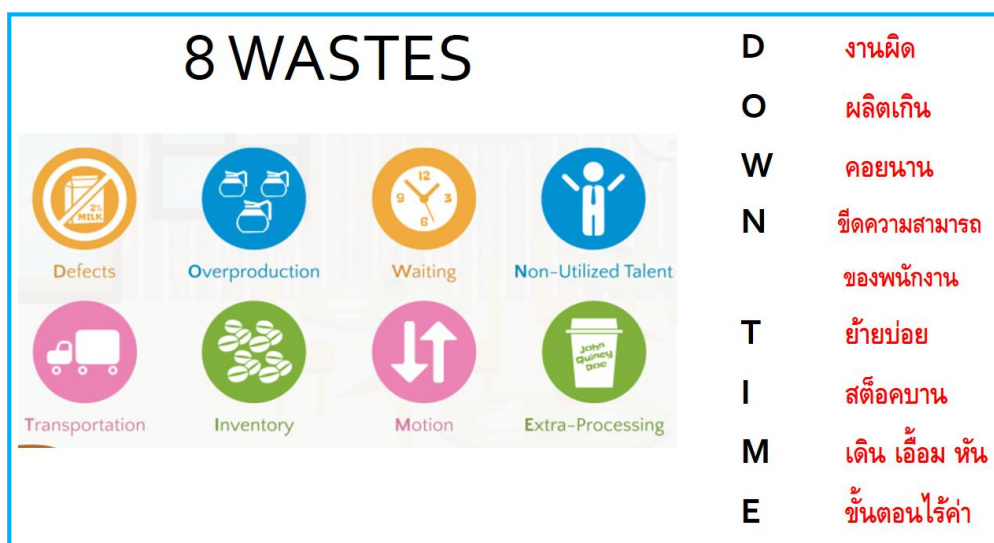 8 WASTES
2%
MILK
12
9 3
6
John
Quincy
Doe
Defects
Overproduction
Waiting
Non-Utilized Talent
Transportation
Inventory
Motion
Extra-Processing
D งานผิด
O ผลิตเกิน
W คอยนาน
N ขีดความสามารถ
ของพนักงาน
T ย้ายบ่อย
I สต็อคบาน
M เดิน เอื้อม หัน
E ขั้นตอนไร้ค่า